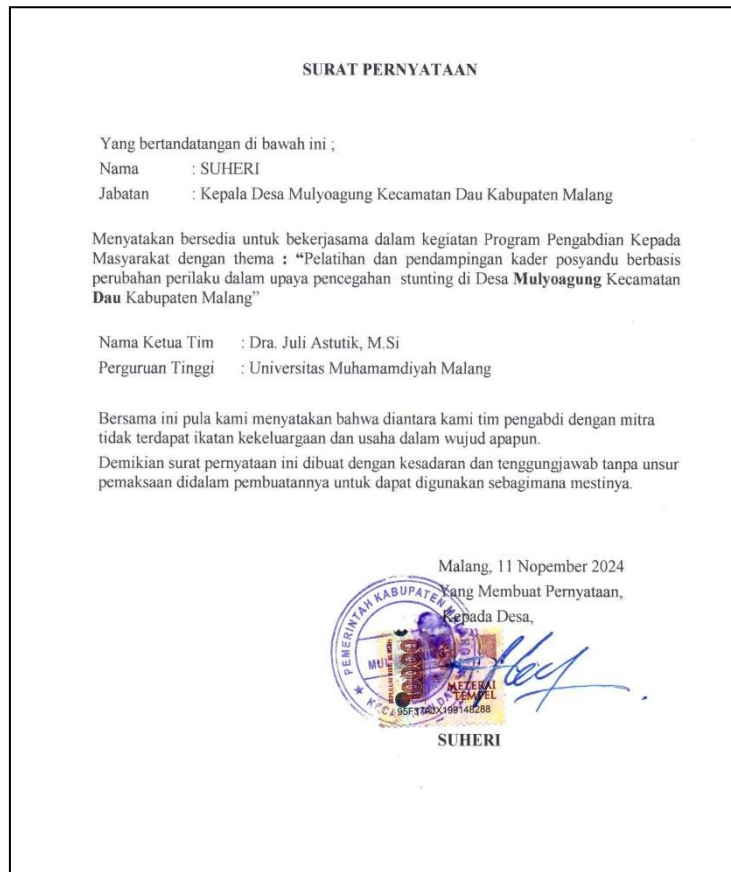 SURAT PERNYATAAN
Yang bertandatangan di bawah ini ;
Nama : SUHERI
Jabatan : Kepala Desa Mulyoagung Kecamatan Dau Kabupaten Malang
Menyatakan bersedia untuk bekerjasama dalam kegiatan Program Pengabdian Kepada
Masyarakat dengan thema : “Pelatihan dan pendampingan kader posyandu berbasis
perubahan perilaku dalam upaya pencegahan stunting di Desa Mulyoagung Kecamatan
Dau Kabupaten Malang”
Nama Ketua Tim : Dra. Juli Astutik, M.Si
Perguruan Tinggi : Universitas Muhamamdiyah Malang
Bersama ini pula kami menyatakan bahwa diantara kami tim pengabdi dengan mitra
tidak terdapat ikatan kekeluargaan dan usaha dalam wujud apapun.
Demikian surat pernyataan ini dibuat dengan kesadaran dan tenggungjawab tanpa unsur
pemaksaan didalam pembuatannya untuk dapat digunakan sebagimana mestinya.
Malang, 11 Nopember 2024
Yang Membuat Pernyataan,
Kepada Desa,
PEMERINTAH KABUPATEN
10000
METERAI
TEMPEL
95F37AJX199148288
SUHERI